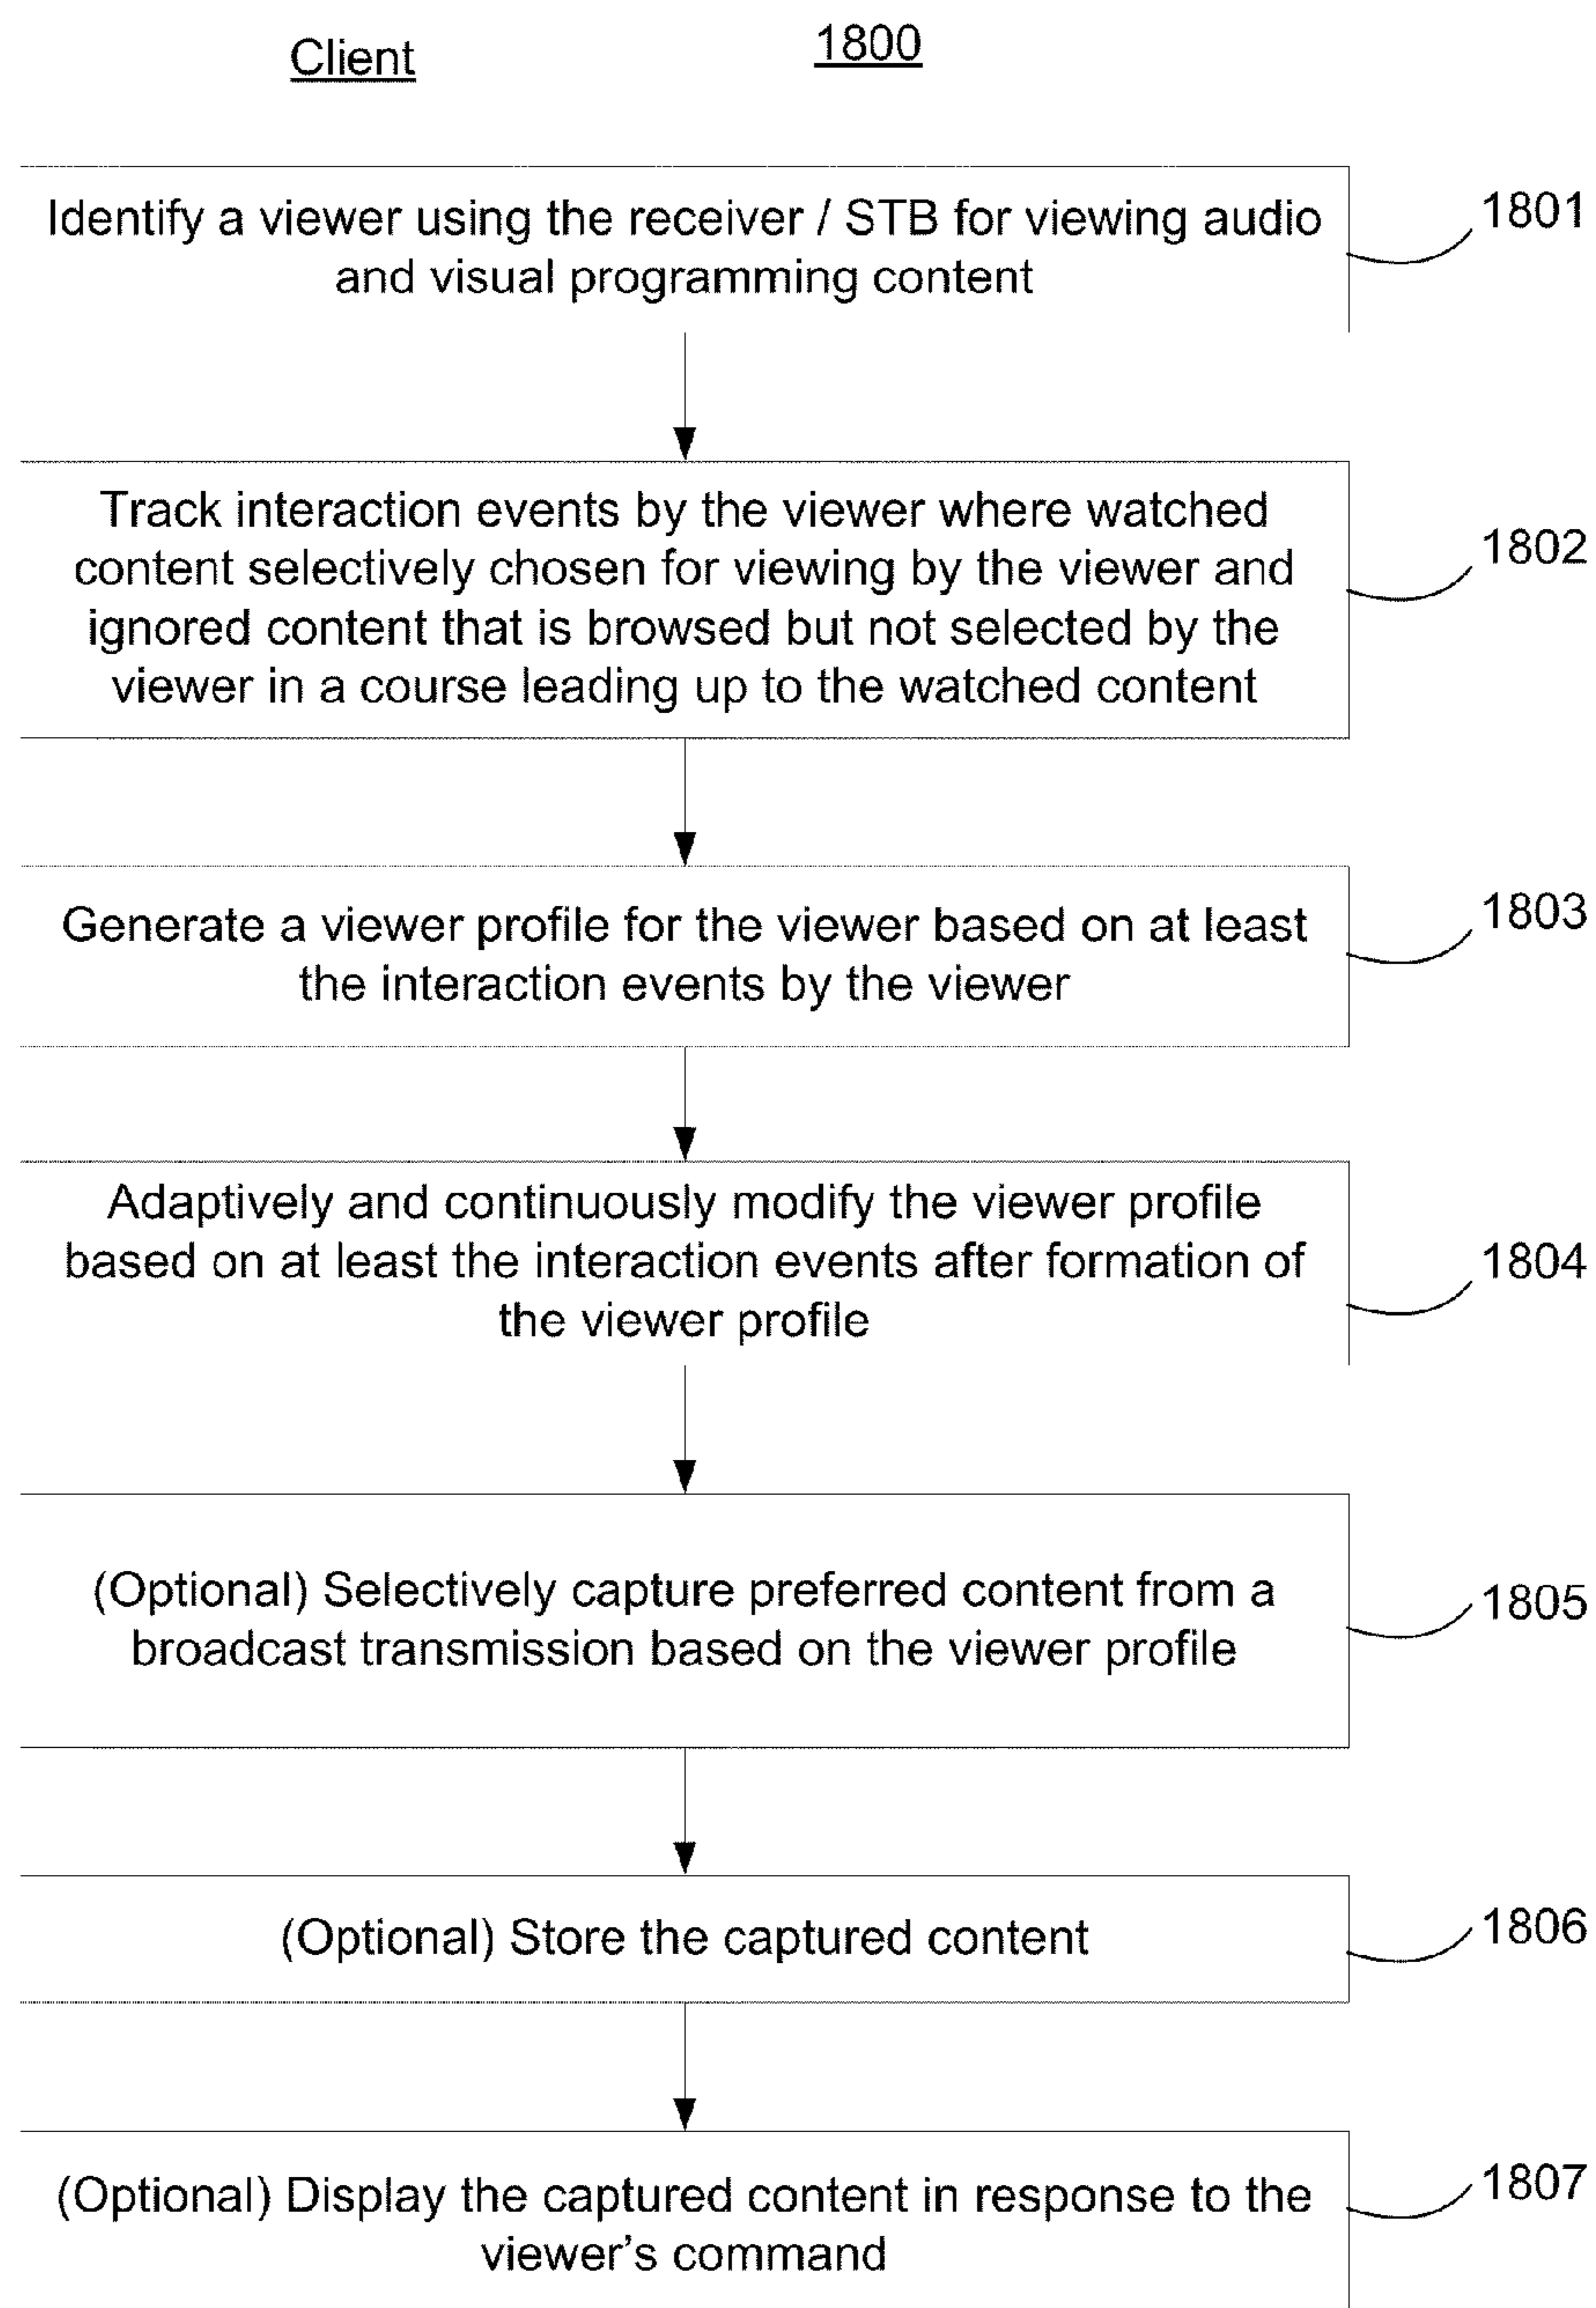 Client
1800
Identify a viewer using the receiver / STB for viewing audio
and visual programming content
1801
Track interaction events by the viewer where watched
content selectively chosen for viewing by the viewer and
ignored content that is browsed but not selected by the
viewer in a course leading up to the watched content
1802
Generate a viewer profile for the viewer based on at least
the interaction events by the viewer
1803
Adaptively and continuously modify the viewer profile
based on at least the interaction events after formation of
the viewer profile
1804
(Optional) Selectively capture preferred content from a
broadcast transmission based on the viewer profile
1805
(Optional) Store the captured content
1806
(Optional) Display the captured content in response to the
viewer’s command
1807